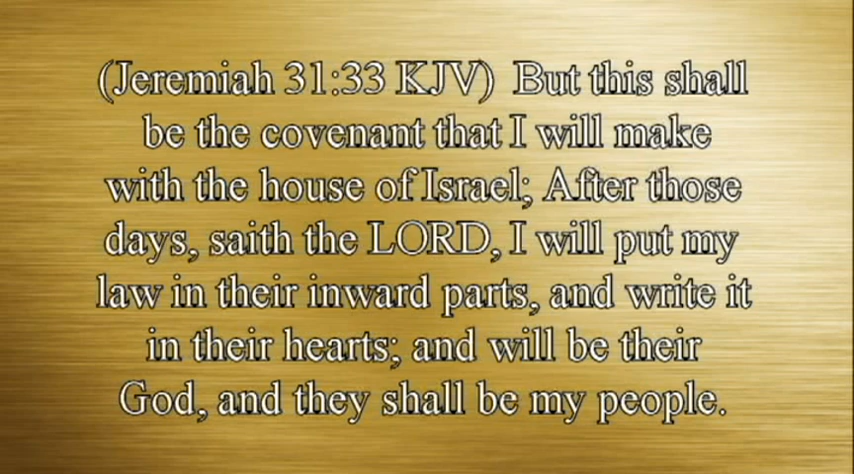 (Jeremiah 31:33 KJV)  But this shall
be the covenant that I will make
with the house of Israel; After those
days, saith the LORD, I will put my
law in their inward parts, and write it
in their hearts; and will be their
God, and they shall be my people.